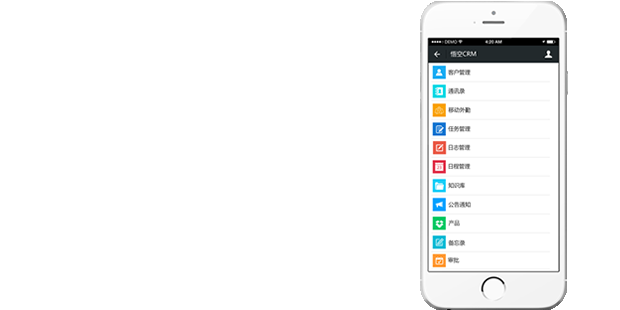 DEMO
4:20 AM
悟空CRM
客户管理
通讯录
移动外勤
任务管理
日志管理
日程管理
知识库
公告通知
产品
备忘录
审批